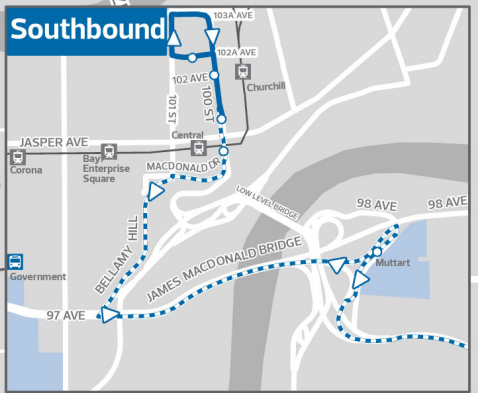 Southbound
103A AVE
102A AVE
102 AVE
Churchill
101 ST
100 ST
JASPER AVE
Central
Corona
Bay/
Enterprise
Square
MACDONALD DR
LOW LEVEL BRIDGE
98 AVE
98 AVE
BELLAMY HILL
JAMES MACDONALD BRIDGE
Muttart
Government
97 AVE